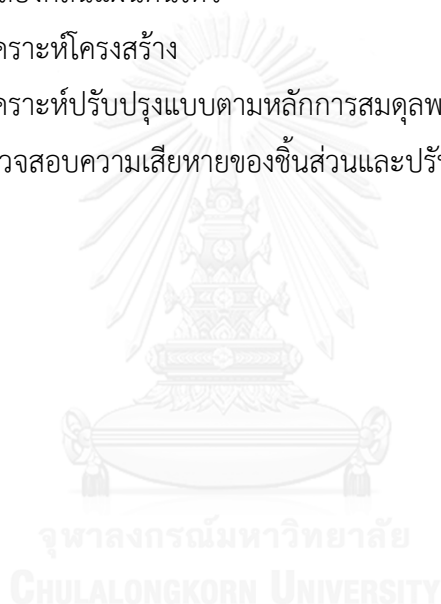 คราะห์โครงสร้าง
คราะห์ปรับปรุงแบบตามหลักการสมดุลพ
วจสอบความเสียหายของชิ้นส่วนและปรั
จุฬาลงกรณ์มหาวิทยาลัย
CHULALONGKORN UNIVERSITY